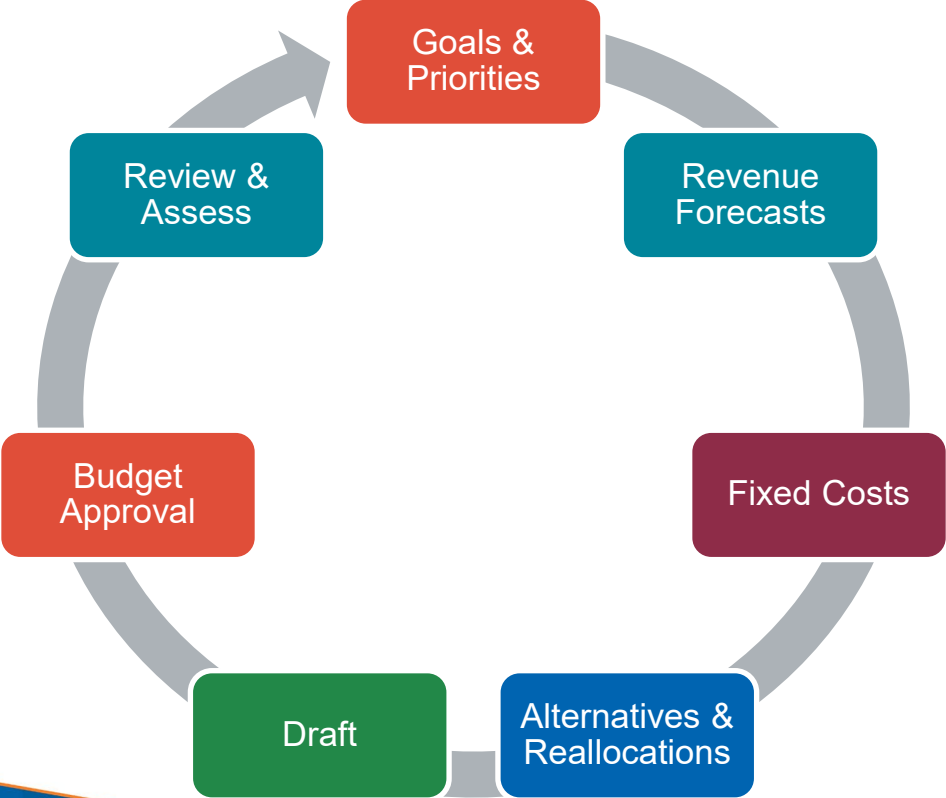 Goals &
Priorities
Revenue
Forecasts
Fixed Costs
Alternatives &
Reallocations
Draft
Budget
Approval
Review &
Assess